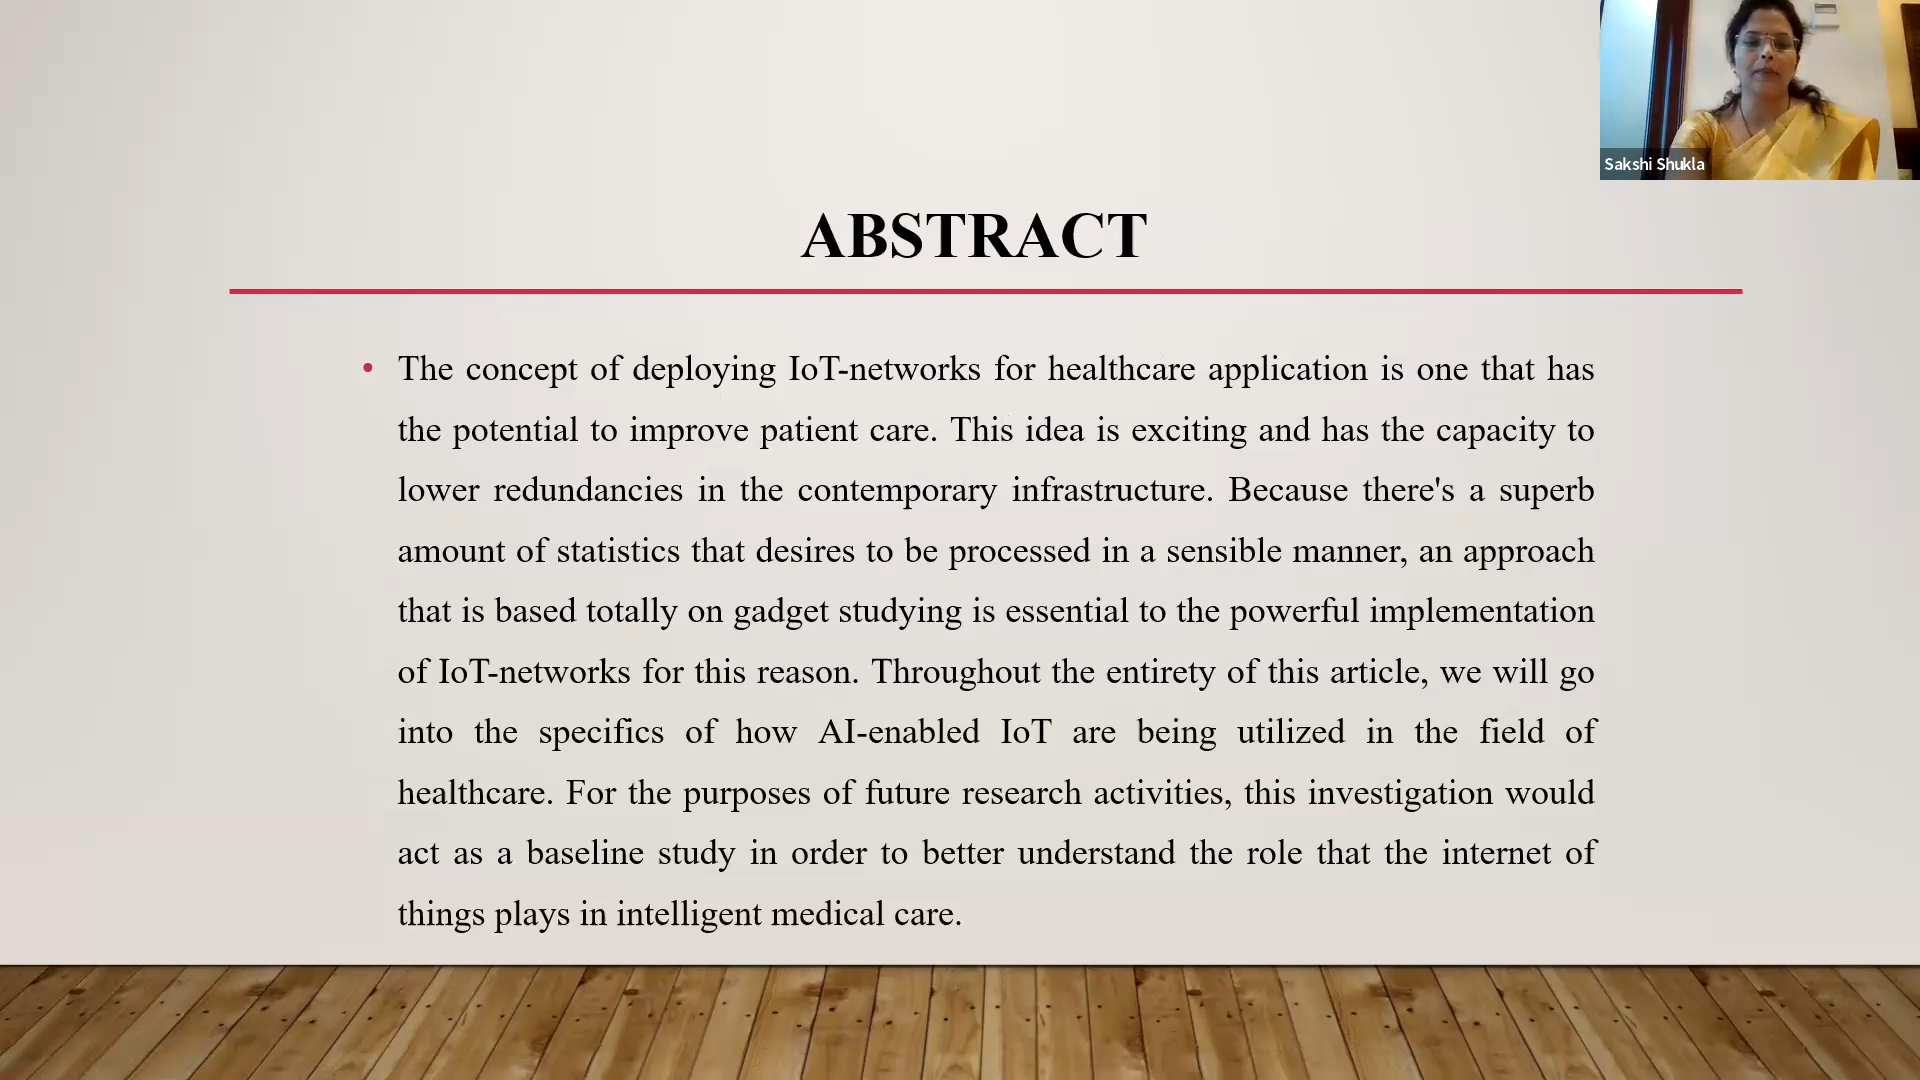 Sakshi Shukla
ABSTRACT
• The concept of deploying IoT-networks for healthcare application is one that has
the potential to improve patient care. This idea is exciting and has the capacity to
lower redundancies in the contemporary infrastructure. Because there's a superb
amount of statistics that desires to be processed in a sensible manner, an approach
that is based totally on gadget studying is essential to the powerful implementation
of IoT-networks for this reason. Throughout the entirety of this article, we will go
into the specifics of how AI-enabled IoT are being utilized in the field of
healthcare. For the purposes of future research activities, this investigation would
act as a baseline study in order to better understand the role that the internet of
things plays in intelligent medical care.